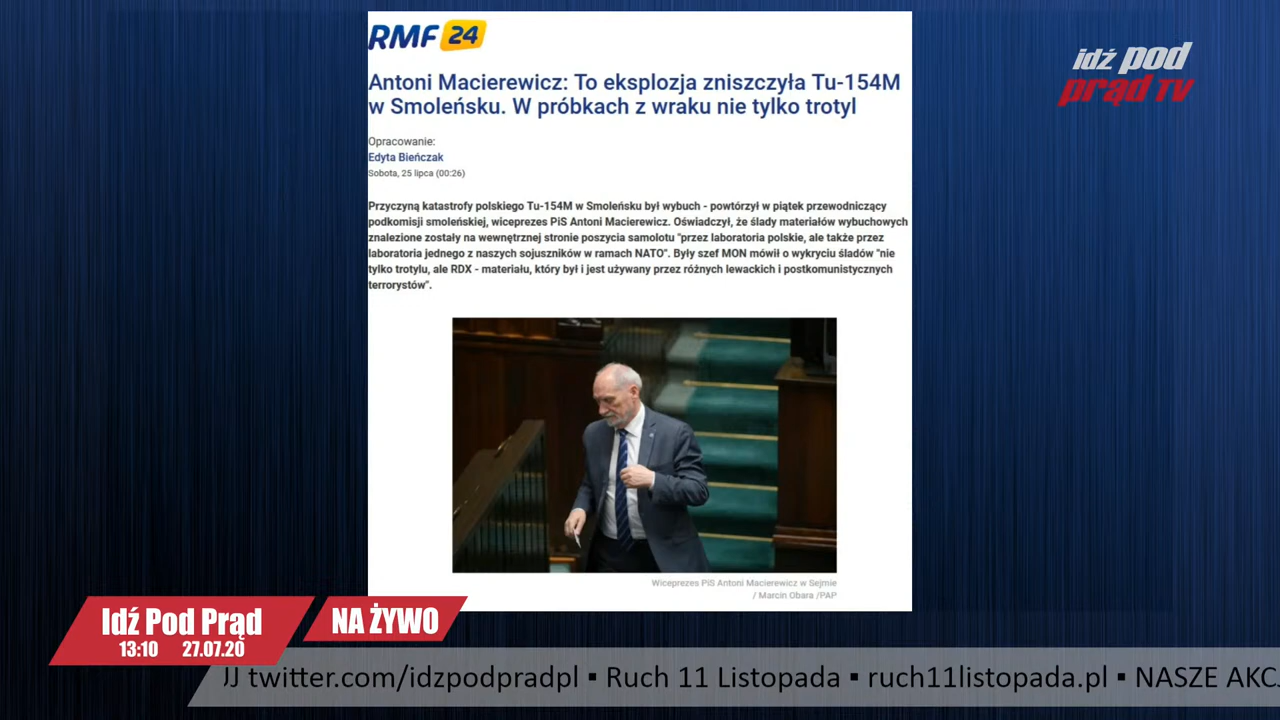 RMF 24
idź pod
prąd TV
Antoni Macierewicz: To eksplozja zniszczyła Tu-154M
w Smoleńsku. W próbkach z wraku nie tylko trotyl
Opracowanie:
Edyta Bieńczak
Sobota, 25 lipca (00:26)
Przyczyną katastrofy polskiego Tu-154M w Smoleńsku był wybuch - powtórzył w piątek przewodniczący
podkomisji smoleńskiej, wiceprezes PiS Antoni Macierewicz. Oświadczył, że ślady materiałów wybuchowych
znalezione zostały na wewnętrznej stronie poszycia samolotu "przez laboratoria polskie, ale także przez
laboratoria jednego z naszych sojuszników w ramach NATO". Były szef MON mówił o wykryciu śladów "nie
tylko trotylu, ale RDX - materiału, który był i jest używany przez różnych lewackich i postkomunistycznych
terrorystów".
Wiceprezes PiS Antoni Macierewicz w Sejmie
/ Marcin Obara /PAP
Idź Pod Prąd
NA ŻYWO
13:10 27.07.20
twitter.com/idzpodpradpl ▪ Ruch 11 Listopada ▪ ruch11listopada.pl ▪ NASZE AKC